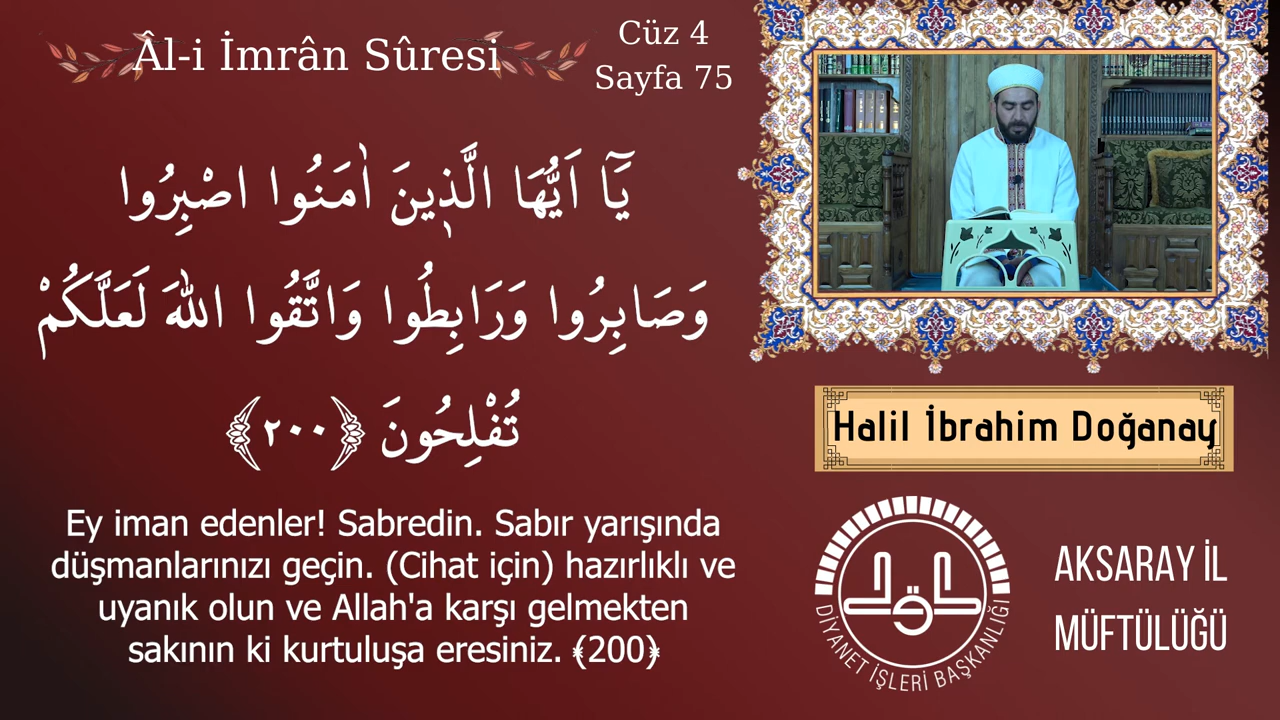 Âl-i İmrân Sûresi
Cüz 4
Sayfa 75
يَٓا اَيُّهَا الَّذ۪ينَ اٰمَنُوا اصْبِرُوا
وَصَابِرُوا وَرَابِطُوا وَاتَّقُوا اللّٰهَ لَعَلَّكُمْ
تُفْلِحُونَ ﴿٢٠٠﴾
Ey iman edenler! Sabredin. Sabır yarışında
düşmanlarınızı geçin. (Cihat için) hazırlıklı ve
uyanık olun ve Allah'a karşı gelmekten
sakının ki kurtuluşa eresiniz. ﴾200﴿
Halil İbrahim Doğanay
DİYANET İŞLERİ BAŞKANLIĞI
AKSARAY İL
MÜFTÜLÜĞÜ